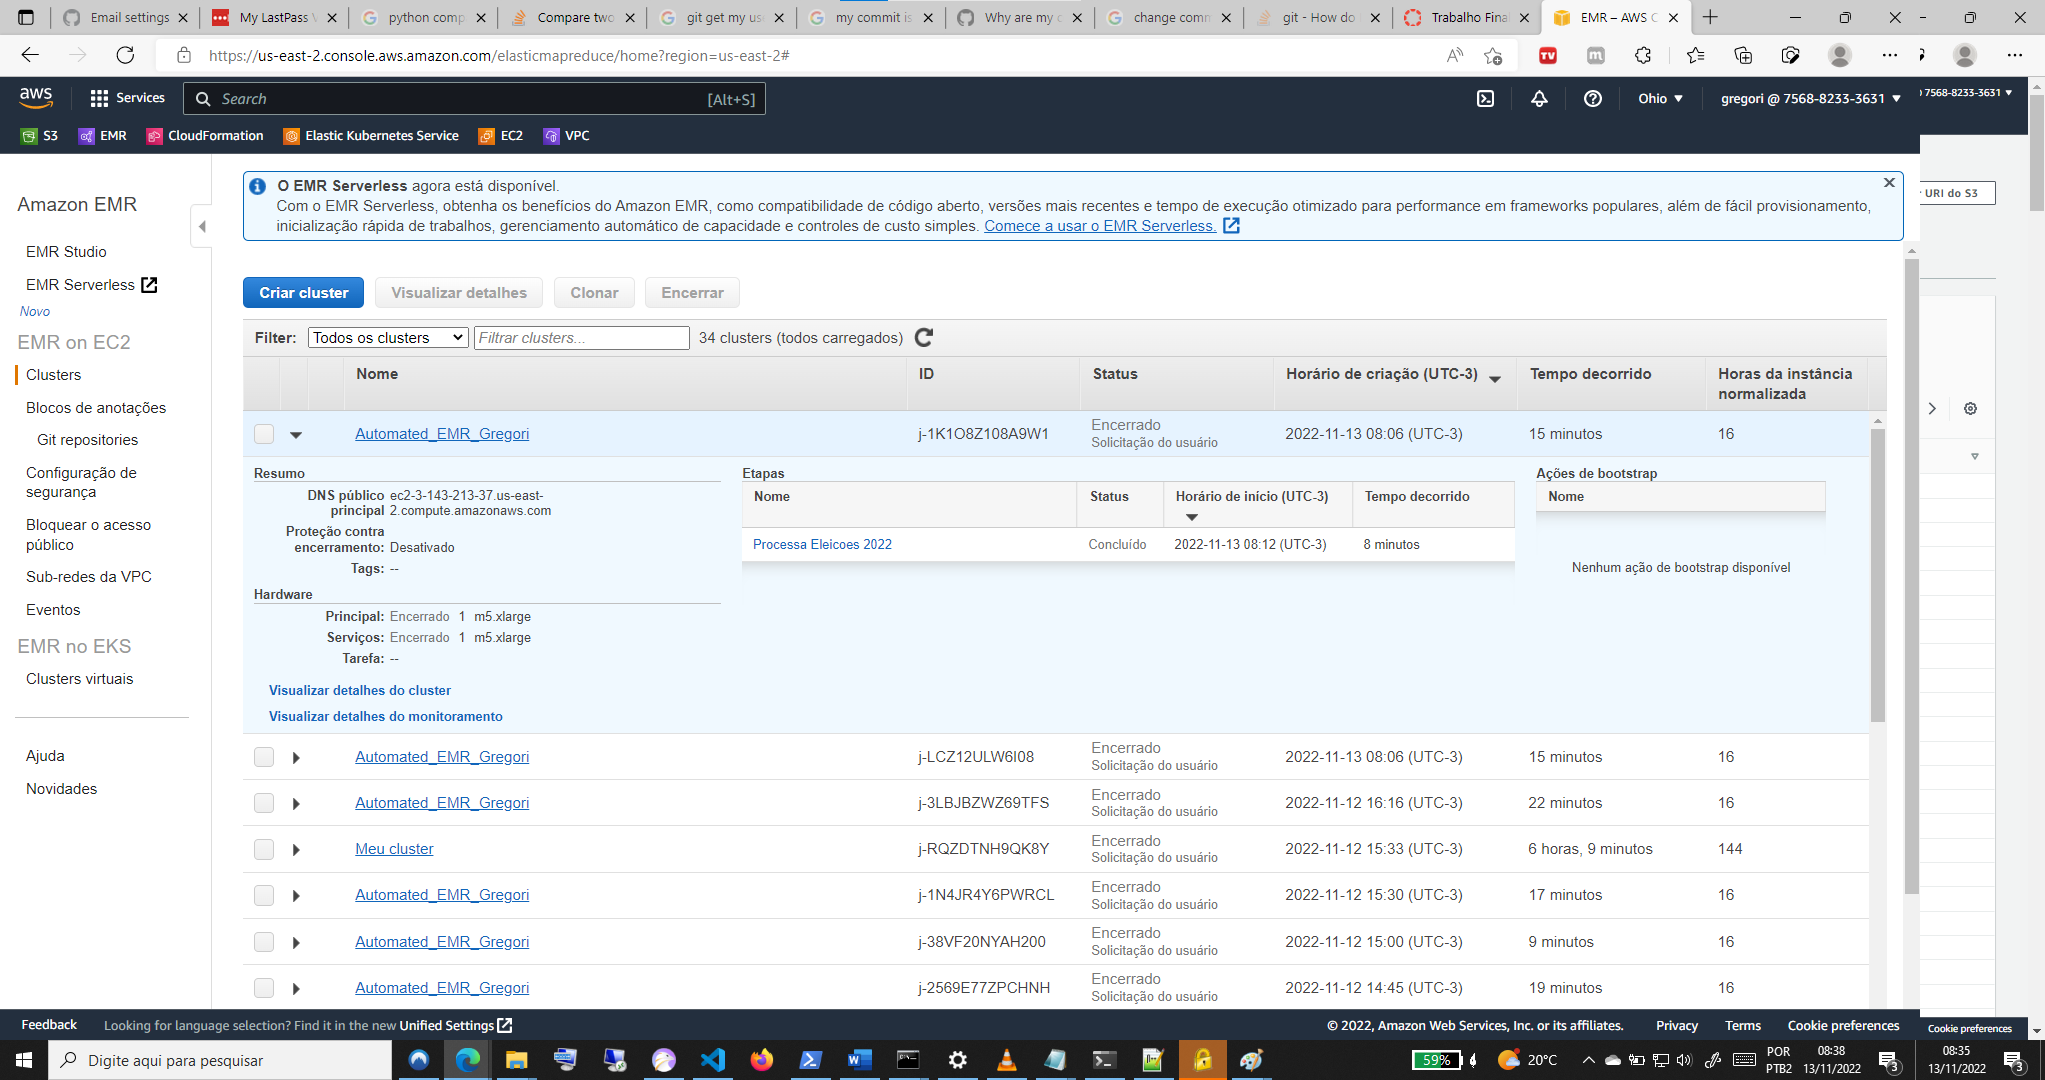 Email settings
My LastPass V
python comp
Compare two
git get my us
my commit is
Why are my c
change comm
git - How do
Trabalho Fina
EMR – AWS C
https://us-east-2.console.aws.amazon.com/elasticmapreduce/home?region=us-east-2#
aws
Services
Search
[Alt+S]
Ohio ▼
gregori @ 7568-8233-3631 ▼
7568-8233-3631 ▼
S3
EMR
CloudFormation
Elastic Kubernetes Service
EC2
VPC
Amazon EMR
EMR Studio
EMR Serverless
Novo
EMR on EC2
Clusters
Blocos de anotações
Git repositories
Configuração de
segurança
Bloquear o acesso
público
Sub-redes da VPC
Eventos
EMR no EKS
Clusters virtuais
Ajuda
Novidades
O EMR Serverless agora está disponível.
Com o EMR Serverless, obtenha os benefícios do Amazon EMR, como compatibilidade de código aberto, versões mais recentes e tempo de execução otimizado para performance em frameworks populares, além de fácil provisionamento,
inicialização rápida de trabalhos, gerenciamento automático de capacidade e controles de custo simples. Comece a usar o EMR Serverless.
URI do S3
Criar cluster
Visualizar detalhes
Clonar
Encerrar
Filter: Todos os clusters
Filtrar clusters...
34 clusters (todos carregados)
Nome
ID
Status
Horário de criação (UTC-3)
Tempo decorrido
Horas da instância
normalizada
Automated_EMR_Gregori
j-1K1O8Z108A9W1
Encerrado
Solicitação do usuário
2022-11-13 08:06 (UTC-3)
15 minutos
16
Resumo
DNS público
principal
ec2-3-143-213-37.us-east-
2.compute.amazonaws.com
Proteção contra
encerramento: Desativado
Tags: --
Hardware
Principal: Encerrado 1 m5.xlarge
Serviços: Encerrado 1 m5.xlarge
Tarefa: --
Visualizar detalhes do cluster
Visualizar detalhes do monitoramento
Etapas
Nome
Status
Horário de início (UTC-3)
Tempo decorrido
Processa Eleicoes 2022
Concluído
2022-11-13 08:12 (UTC-3)
8 minutos
Ações de bootstrap
Nome
Nenhum ação de bootstrap disponível
Automated_EMR_Gregori
j-LCZ12ULW6I08
Encerrado
Solicitação do usuário
2022-11-13 08:06 (UTC-3)
15 minutos
16
Automated_EMR_Gregori
j-3LBJBZWZ69TFS
Encerrado
Solicitação do usuário
2022-11-12 16:16 (UTC-3)
22 minutos
16
Meu cluster
j-RQZDTNH9QK8Y
Encerrado
Solicitação do usuário
2022-11-12 15:33 (UTC-3)
6 horas, 9 minutos
144
Automated_EMR_Gregori
j-1N4JR4Y6PWRCL
Encerrado
Solicitação do usuário
2022-11-12 15:30 (UTC-3)
17 minutos
16
Automated_EMR_Gregori
j-38VF20NYAH200
Encerrado
Solicitação do usuário
2022-11-12 15:00 (UTC-3)
9 minutos
16
Automated_EMR_Gregori
j-2569E77ZPCHNH
Encerrado
Solicitação do usuário
2022-11-12 14:45 (UTC-3)
19 minutos
16
Feedback
Looking for language selection? Find it in the new Unified Settings
© 2022, Amazon Web Services, Inc. or its affiliates.
Privacy
Terms
Cookie preferences
Cookie preferences
Digite aqui para pesquisar
59%
20°C
POR
PTB2
08:38
13/11/2022
3
08:35
13/11/2022
3